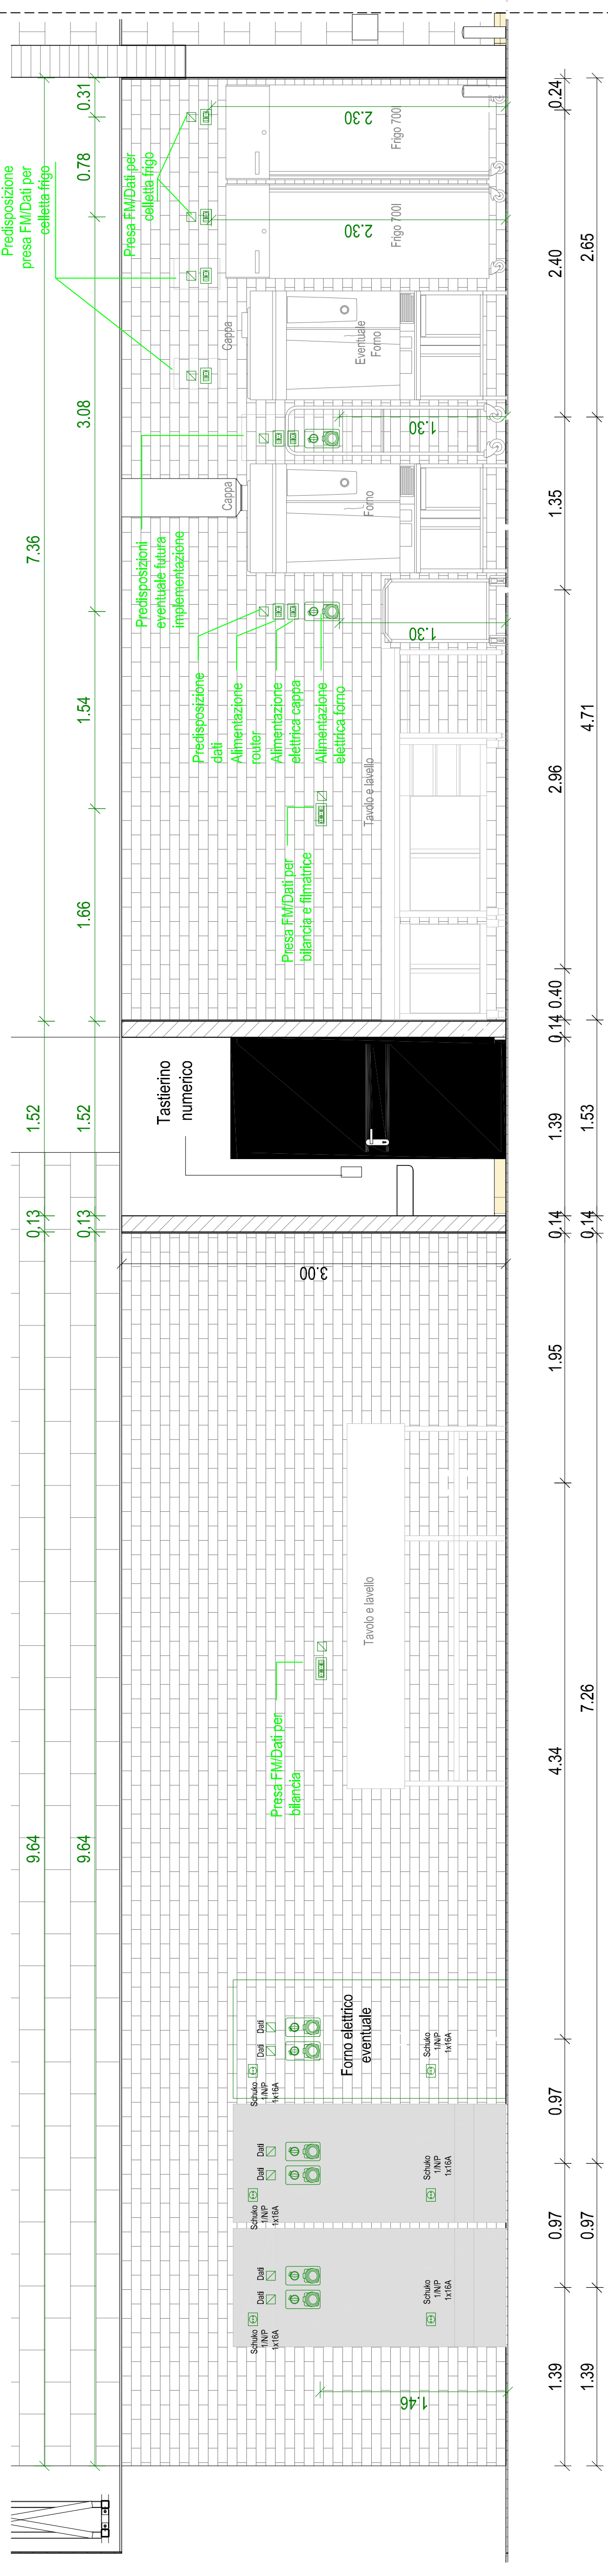 9.64
0,13
1.52
7.36
9.64
0,13
1.52
1.66
1.54
3.08
0.78
0.31
Predisposizione
presa FM/Dati per
celletta frigo
Presa FM/Dati per
celletta frigo
Predisposizioni
eventuale futura
implementazione
Predisposizione
dati
Alimentazione
router
Alimentazione
elettrica cappa
Alimentazione
elettrica forno
Presa FM/Dati per
bilancia e filmatrice
Tastierino
numerico
Presa FM/Dati per
bilancia
Cappa
Cappa
Forno
Eventuale
Forno
Frigo 700l
Frigo 700
2.30
2.30
1.30
1.30
3.00
1.46
Tavolo e lavello
Tavolo e lavello
Forno elettrico
eventuale
Schuko
1/N/P
1x16A
Dati
Dati
Schuko
1/N/P
1x16A
Schuko
1/N/P
1x16A
Dati
Dati
Schuko
1/N/P
1x16A
Schuko
1/N/P
1x16A
Dati
Dati
Schuko
1/N/P
1x16A
1.39
0.97
0.97
4.34
1.95
0.14
1.39
0.14
0.40
2.96
1.35
2.40
0.24
1.39
0.97
7.26
0.14
1.53
4.71
2.65